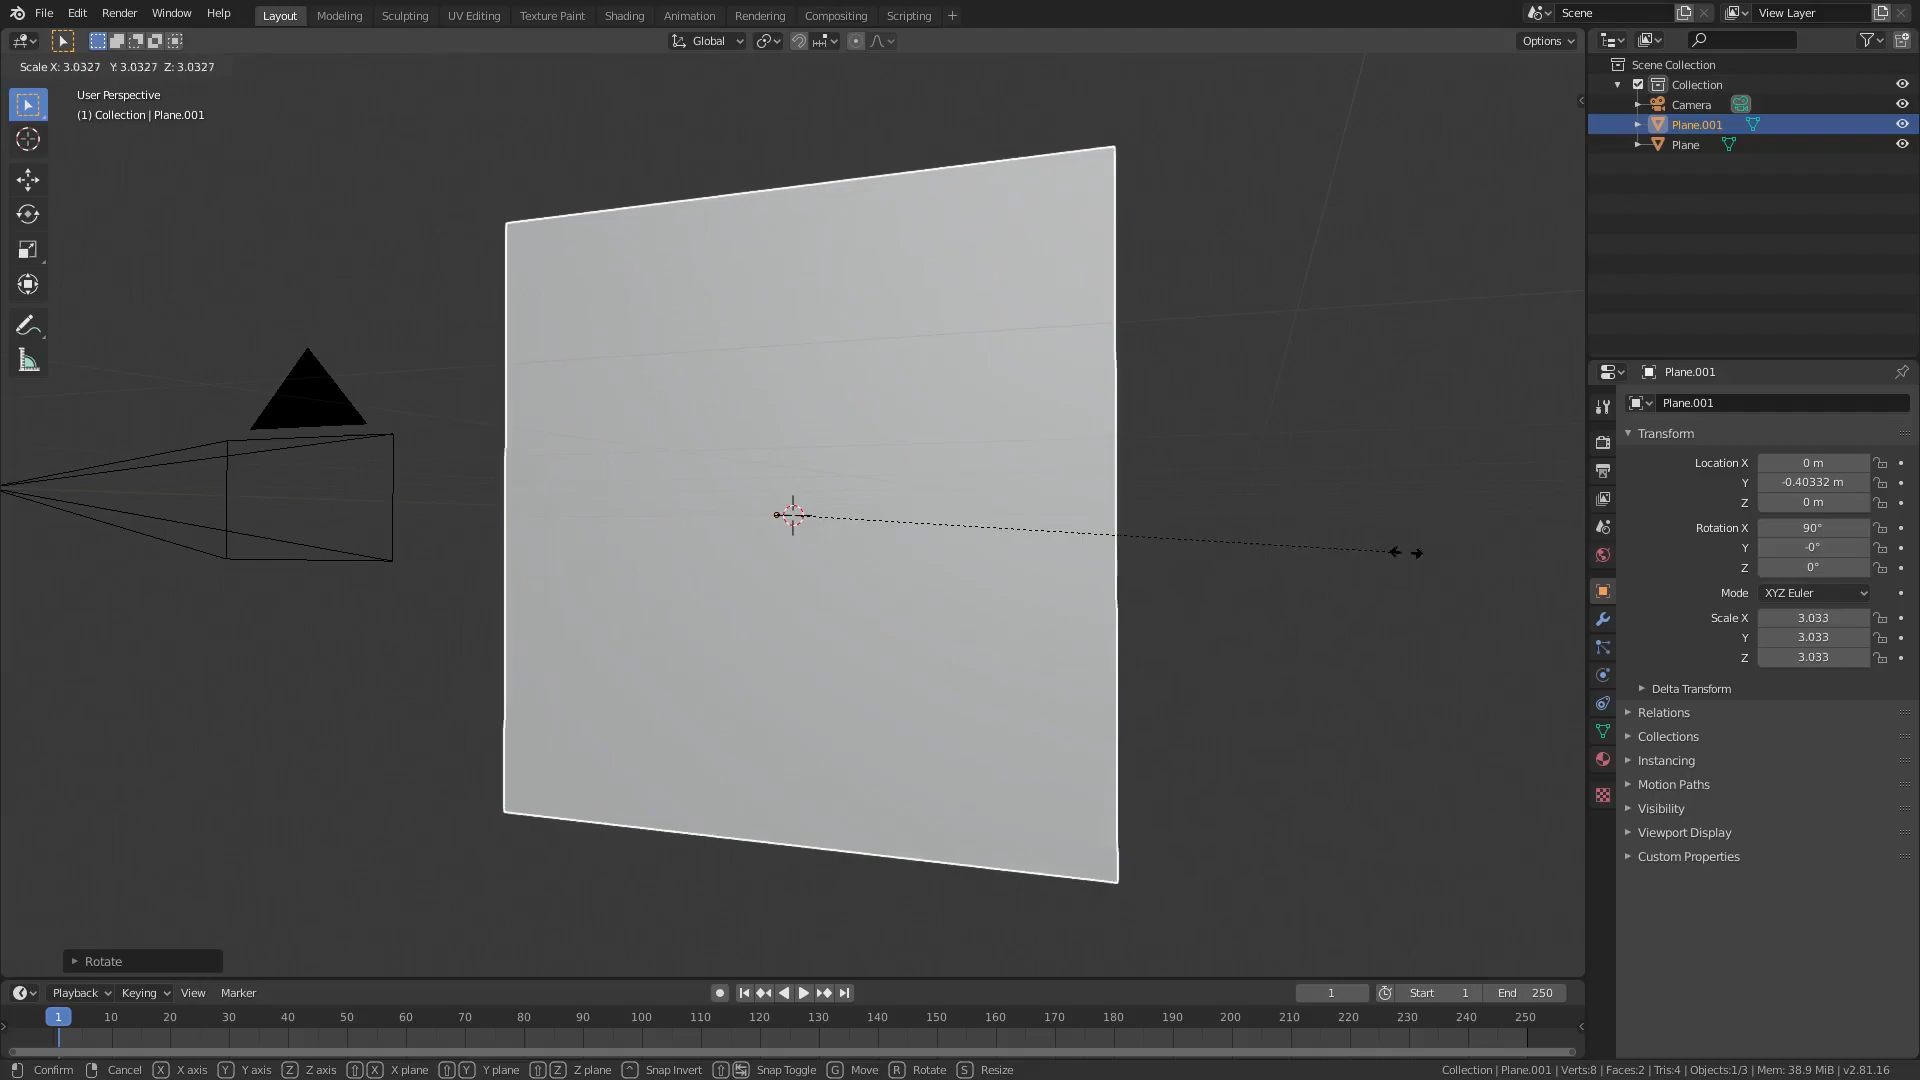 File Edit Render Window Help Layout Modeling Sculpting UV Editing Texture Paint Shading Animation Rendering Compositing Scripting + Scene View Layer
Global Options
Scale X: 3.0327 Y: 3.0327 Z: 3.0327
User Perspective
(1) Collection | Plane.001
Scene Collection
Collection
Camera
Plane.001
Plane
Plane.001
Plane.001
Transform
Location X 0 m
Y -0.40332 m
Z 0 m
Rotation X 90°
Y -0°
Z 0°
Mode XYZ Euler
Scale X 3.033
Y 3.033
Z 3.033
Delta Transform
Relations
Collections
Instancing
Motion Paths
Visibility
Viewport Display
Custom Properties
Rotate
Playback Keying View Marker 1 Start 1 End 250
1 10 20 30 40 50 60 70 80 90 100 110 120 130 140 150 160 170 180 190 200 210 220 230 240 250
Confirm Cancel X X axis Y Y axis Z Z axis X X plane Y Y plane Z Z plane ^ Snap Invert Snap Toggle G Move R Rotate S Resize Collection | Plane.001 | Verts:8 | Faces:2 | Tris:4 | Objects:1/3 | Mem: 38.9 MiB | v2.81.16